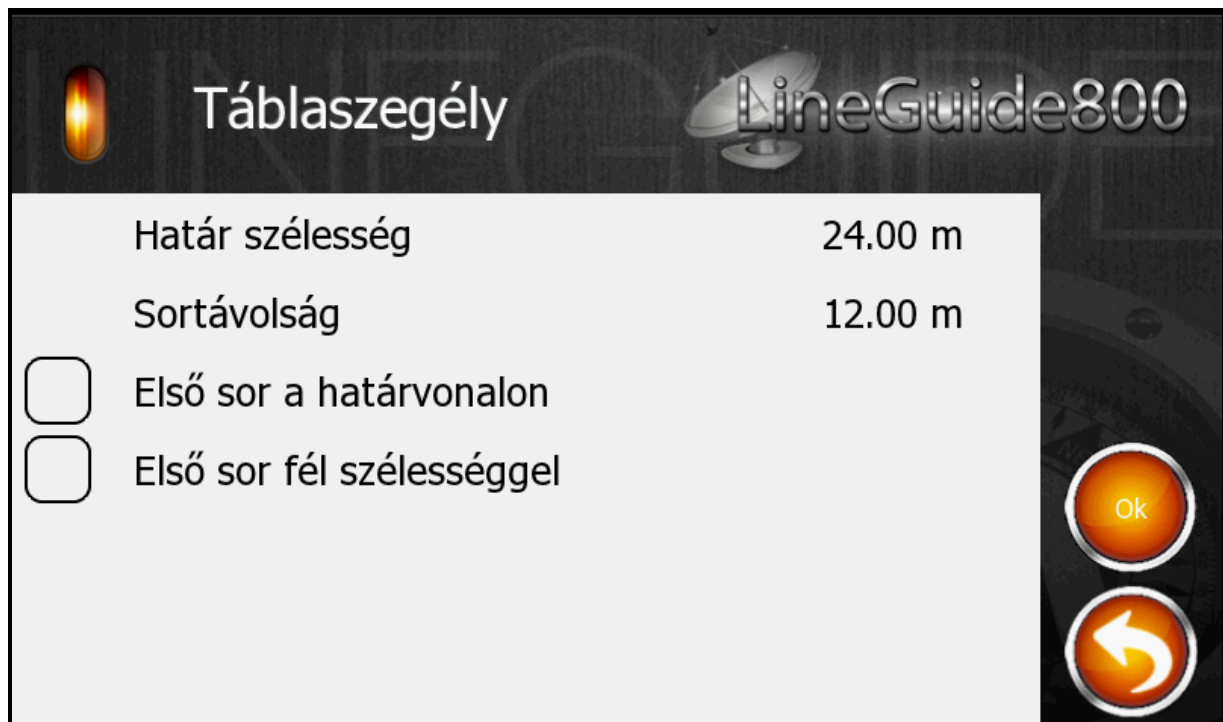 Táblaszegély
LineGuide800
Határ szélesség 24.00 m
Sortávolság 12.00 m
Első sor a határvonalon
Első sor fél szélességgel
Ok